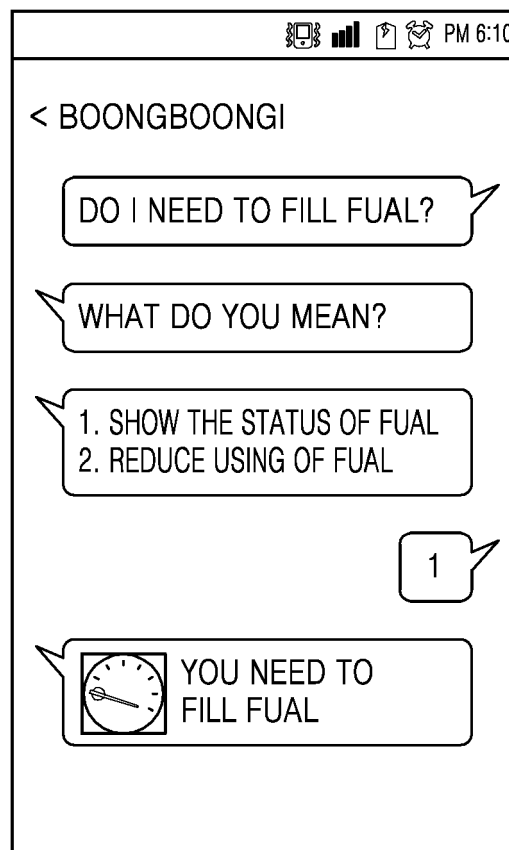 PM 6:10
< BOONGBOONGI
DO I NEED TO FILL FUAL?
WHAT DO YOU MEAN?
1. SHOW THE STATUS OF FUAL
2. REDUCE USING OF FUAL
1
YOU NEED TO
FILL FUAL